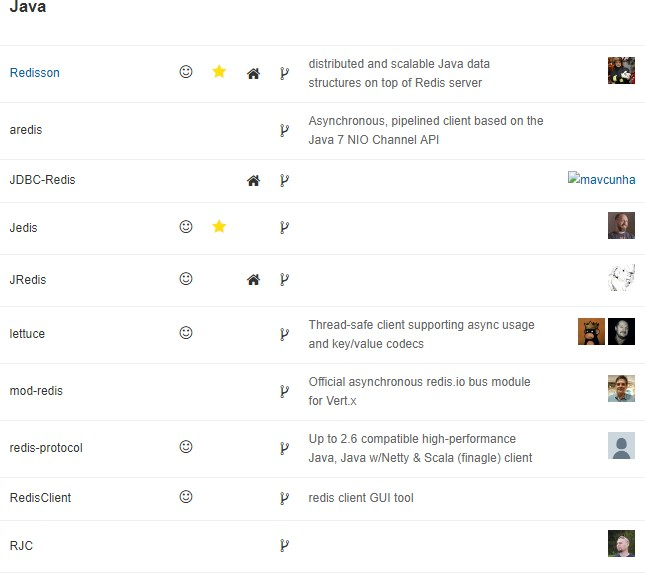 Java
Redisson
distributed and scalable Java data
structures on top of Redis server
aredis
Asynchronous, pipelined client based on the
Java 7 NIO Channel API
JDBC-Redis
mavcunha
Jedis
JRedis
lettuce
Thread-safe client supporting async usage
and key/value codecs
mod-redis
Official asynchronous redis.io bus module
for Vert.x
redis-protocol
Up to 2.6 compatible high-performance
Java, Java w/Netty & Scala (finagle) client
RedisClient
redis client GUI tool
RJC